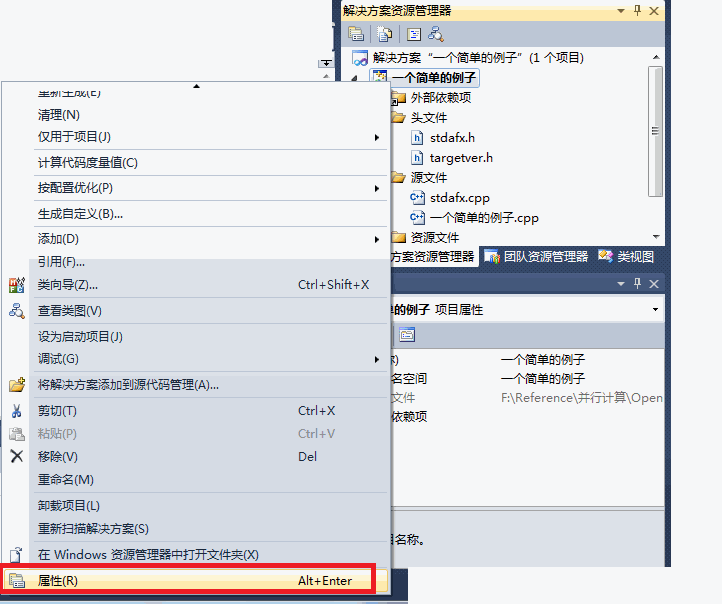 解决方案资源管理器
解决方案“一个简单的例子”(1 个项目)
一个简单的例子
外部依赖项
头文件
stdafx.h
targetver.h
源文件
stdafx.cpp
一个简单的例子.cpp
资源文件
方案资源管理器
团队资源管理器
类视图
的例子 项目属性
一个简单的例子
名空间
一个简单的例子
文件
F:\Reference\并行计算\Open
依赖项
目名称。
重新生成(E)
清理(N)
仅用于项目(J)
计算代码度量值(C)
按配置优化(P)
生成自定义(B)...
添加(D)
引用(F)...
类向导(Z)...
Ctrl+Shift+X
查看类图(V)
设为启动项目(J)
调试(G)
将解决方案添加到源代码管理(A)...
剪切(T)
Ctrl+X
粘贴(P)
Ctrl+V
移除(V)
Del
重命名(M)
卸载项目(L)
重新扫描解决方案(S)
在 Windows 资源管理器中打开文件夹(X)
属性(R)
Alt+Enter